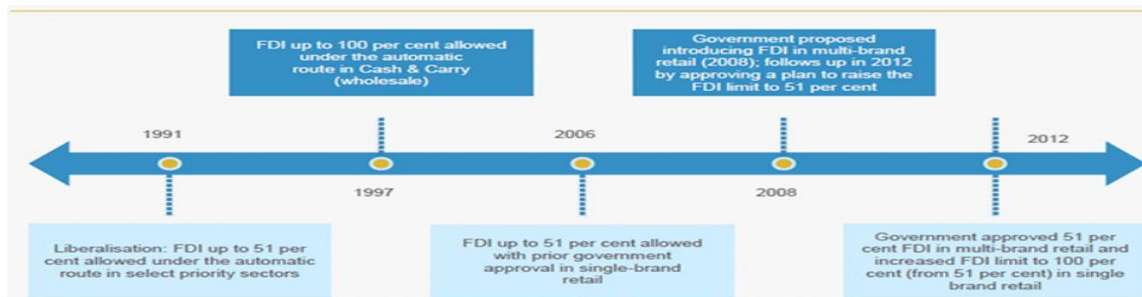 FDI up to 100 per cent allowed
under the automatic
route in Cash & Carry
(wholesale)
Government proposed
introducing FDI in multi-brand
retail (2008); follows up in 2012
by approving a plan to raise the
FDI limit to 51 per cent
1991
2006
2012
1997
2008
Liberalisation: FDI up to 51 per
cent allowed under the automatic
route in select priority sectors
FDI up to 51 per cent allowed
with prior government
approval in single-brand
retail
Government approved 51 per
cent FDI in multi-brand retail and
increased FDI limit to 100 per
cent (from 51 per cent) in single
brand retail